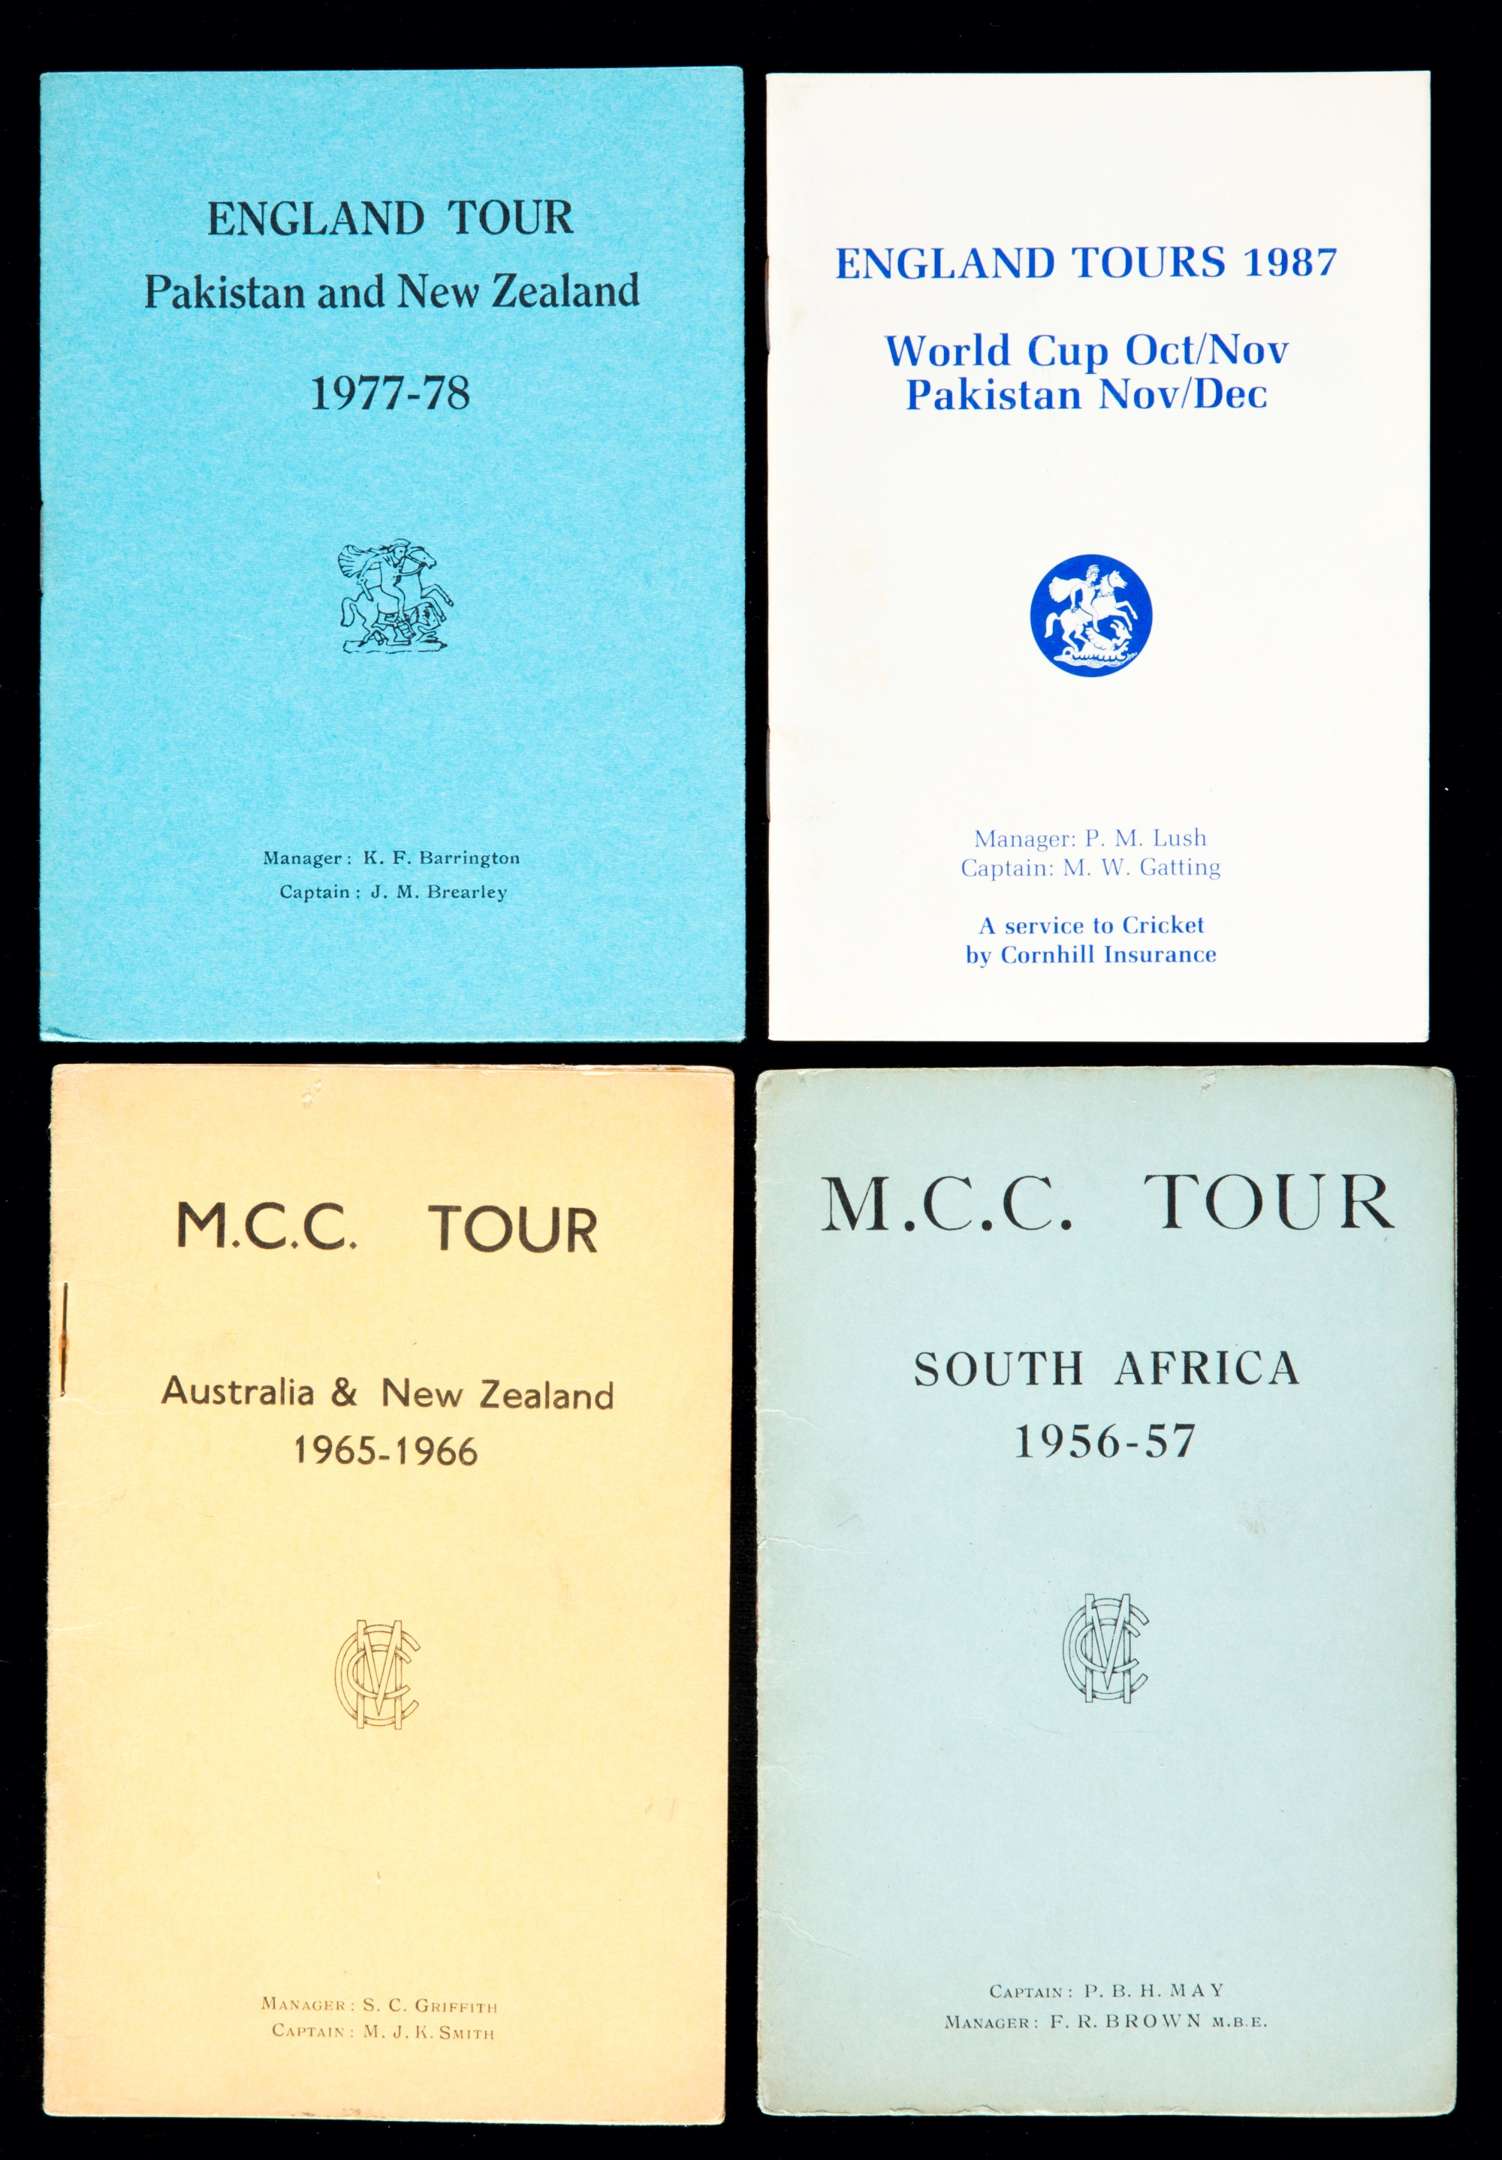 ENGLAND TOUR
Pakistan and New Zealand
1977-78
Manager: K. F. Barrington
Captain: J. M. Brearley
ENGLAND TOURS 1987
World Cup Oct/Nov
Pakistan Nov/Dec
Manager: P. M. Lush
Captain: M. W. Gatting
A service to Cricket
by Cornhill Insurance
M.C.C. TOUR
Australia & New Zealand
1965-1966
MCC
MANAGER: S. C. GRIFFITH
CAPTAIN: M. J. K. SMITH
M.C.C. TOUR
SOUTH AFRICA
1956-57
MCC
CAPTAIN: P. B. H. MAY
MANAGER: F. R. BROWN M.B.E.